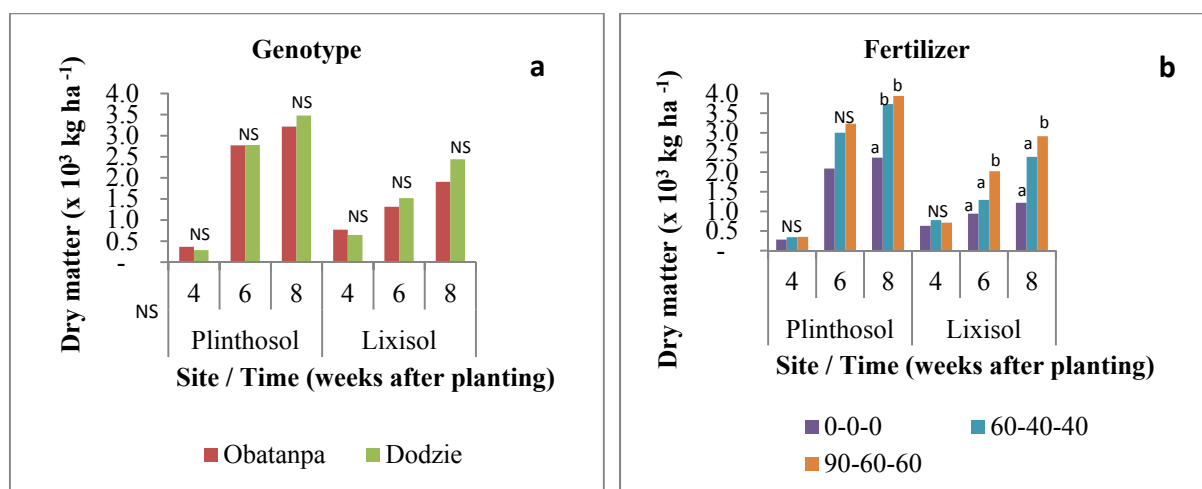 Genotype
a
Dry matter (x 10³ kg ha ⁻¹)
4.0
3.5
3.0
2.5
2.0
1.5
1.0
0.5
-
NS
NS
NS
NS
NS
NS
NS
4 6 8 4 6 8
Plinthosol Lixisol
Site / Time (weeks after planting)
Obatanpa Dodzie
Fertilizer
b
Dry matter (x 10³ kg ha ⁻¹)
4.0
3.5
3.0
2.5
2.0
1.5
1.0
0.5
-
NS
NS
a b b
NS
a a b
a a b
4 6 8 4 6 8
Plinthosol Lixisol
Site / Time (weeks after planting)
0-0-0 60-40-40
90-60-60